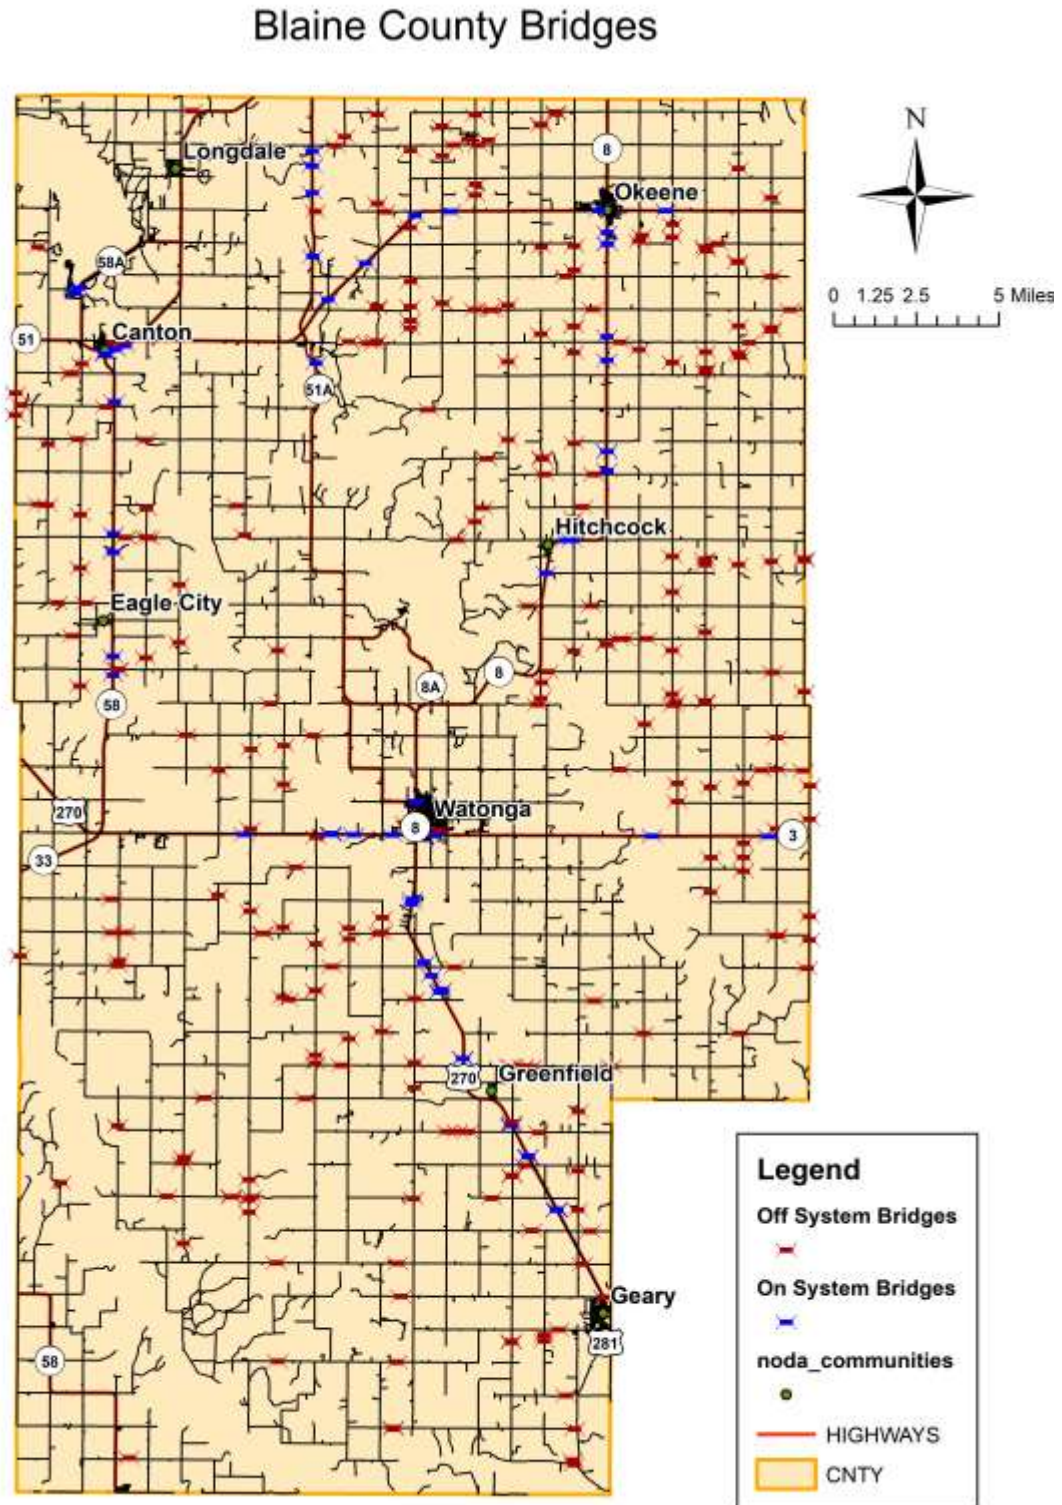 Blaine County Bridges
N
0 1.25 2.5 5 Miles
Longdale
8
Okeene
58A
51
Canton
51A
Hitchcock
Eagle City
8
8A
58
270
Watonga
8
3
33
270
Greenfield
Geary
281
58
Legend
Off System Bridges
On System Bridges
noda_communities
HIGHWAYS
CNTY